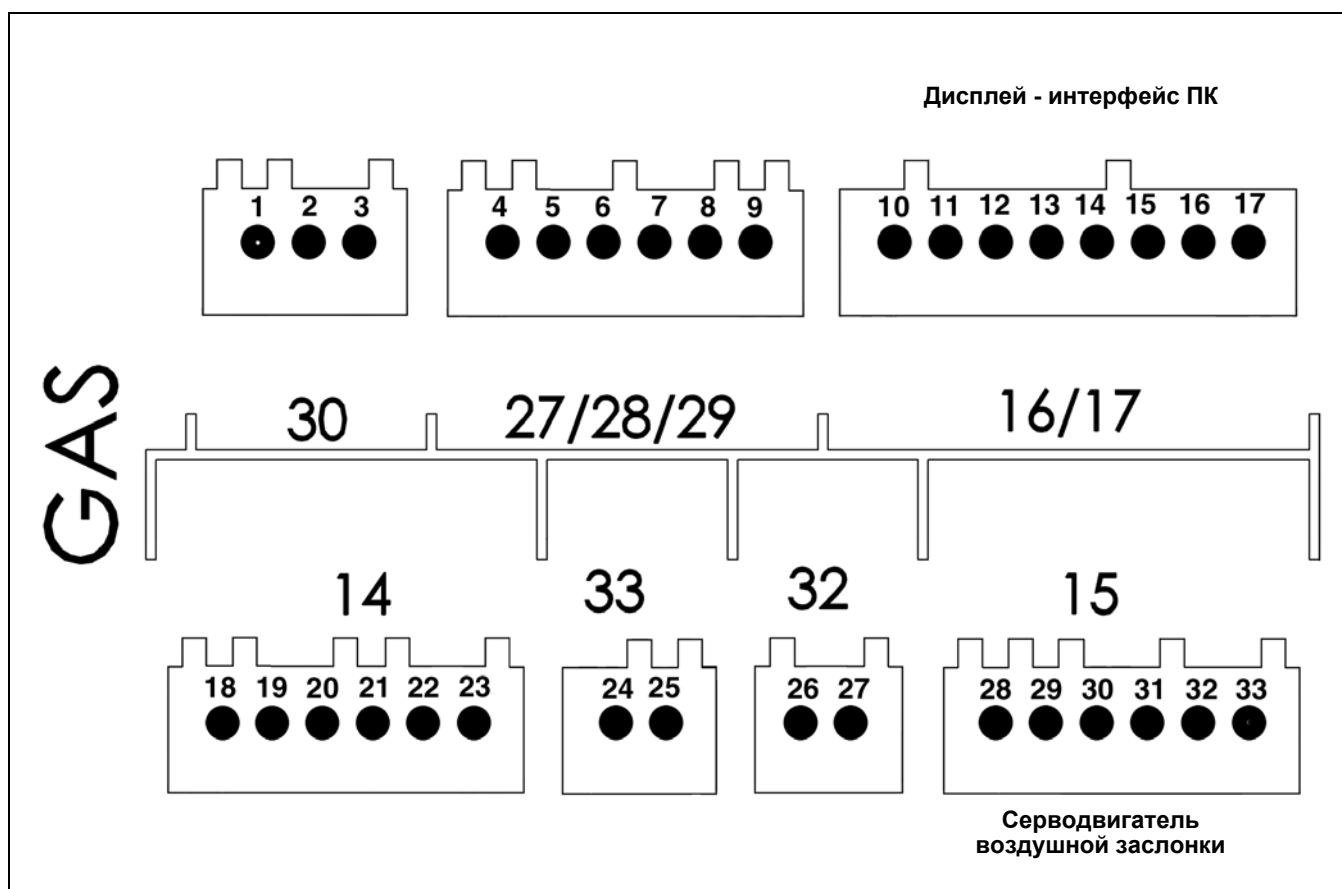 Дисплей - интерфейс ПК
1 2 3 4 5 6 7 8 9 10 11 12 13 14 15 16 17
GAS
30 27/28/29 16/17
14 33 32 15
18 19 20 21 22 23 24 25 26 27 28 29 30 31 32 33
Серводвигатель
воздушной заслонки